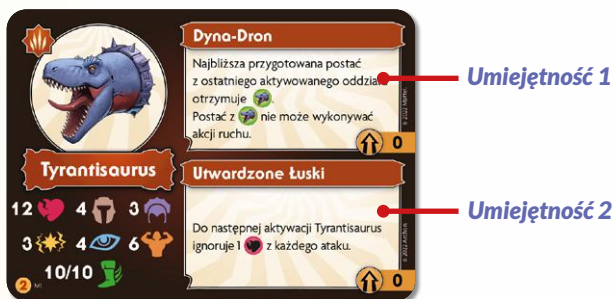 Dyna-Dron
Najbliższa przygotowana postać
z ostatniego aktywowanego oddziału
otrzymuje
Postać z nie może wykonywać
akcji ruchu.
0
Umiejętność 1
Tyrantisaurus
12 4 3
3 4 6
10/10
2
Utwardzone Łuski
Do następnej aktywacji Tyrantisaurus
ignoruje 1 z każdego ataku.
0
Umiejętność 2